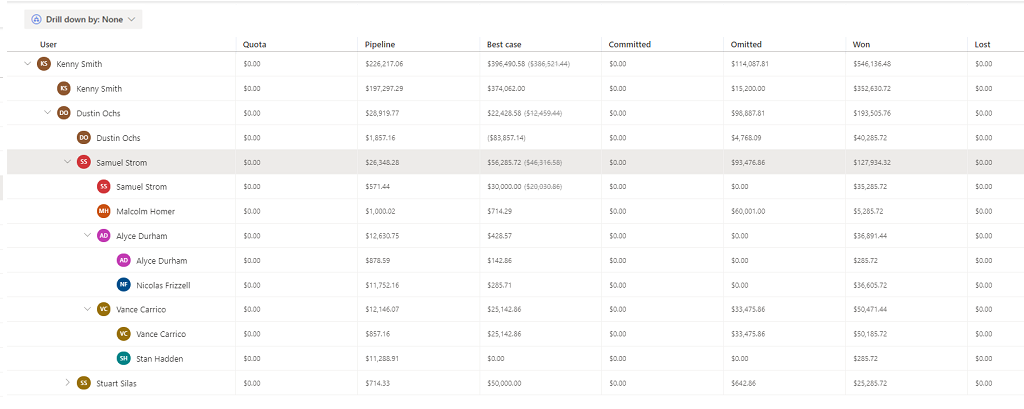 Drill down by: None
User Quota Pipeline Best case Committed Omitted Won Lost
KS Kenny Smith $0.00 $226,217.06 $396,490.58 ($386,521.44) $0.00 $114,087.81 $546,136.48 $0.00
KS Kenny Smith $0.00 $197,297.29 $374,062.00 $0.00 $15,200.00 $352,630.72 $0.00
DO Dustin Ochs $0.00 $28,919.77 $22,428.58 ($12,459.44) $0.00 $98,887.81 $193,505.76 $0.00
DO Dustin Ochs $0.00 $1,857.16 ($83,857.14) $0.00 $4,768.09 $40,285.72 $0.00
SS Samuel Strom $0.00 $26,348.28 $56,285.72 ($46,316.58) $0.00 $93,476.86 $127,934.32 $0.00
SS Samuel Strom $0.00 $571.44 $30,000.00 ($20,030.86) $0.00 $0.00 $35,285.72 $0.00
MH Malcolm Homer $0.00 $1,000.02 $714.29 $0.00 $60,001.00 $5,285.72 $0.00
AD Alyce Durham $0.00 $12,630.75 $428.57 $0.00 $0.00 $36,891.44 $0.00
AD Alyce Durham $0.00 $878.59 $142.86 $0.00 $0.00 $285.72 $0.00
NF Nicolas Frizzell $0.00 $11,752.16 $285.71 $0.00 $0.00 $36,605.72 $0.00
VC Vance Carrico $0.00 $12,146.07 $25,142.86 $0.00 $33,475.86 $50,471.44 $0.00
VC Vance Carrico $0.00 $857.16 $25,142.86 $0.00 $33,475.86 $50,185.72 $0.00
SH Stan Hadden $0.00 $11,288.91 $0.00 $0.00 $0.00 $285.72 $0.00
SS Stuart Silas $0.00 $714.33 $50,000.00 $0.00 $642.86 $25,285.72 $0.00